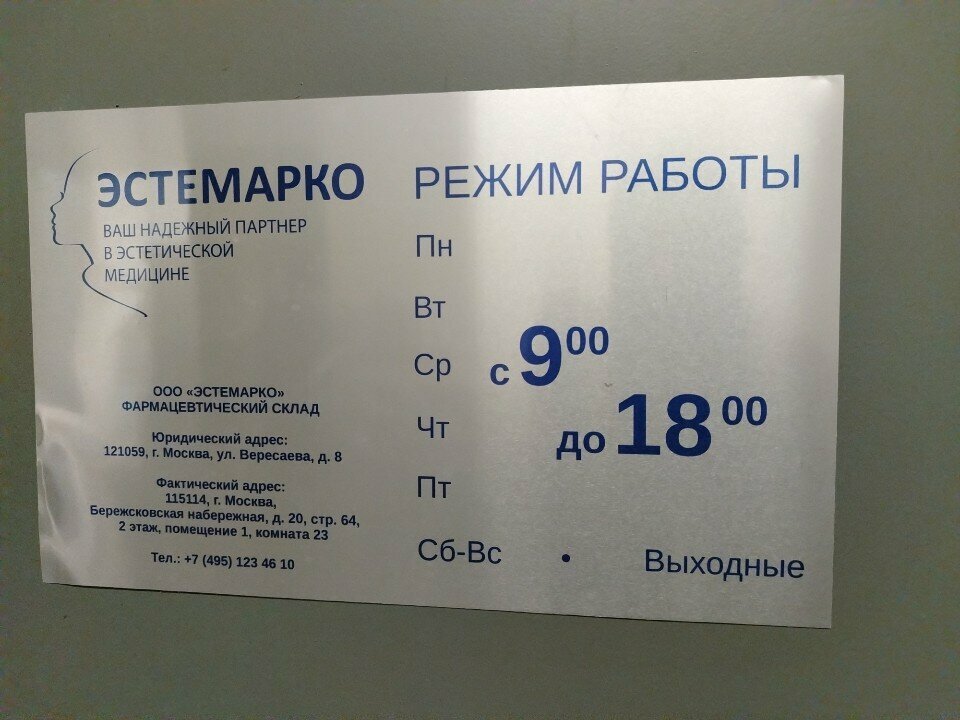 ЭСТЕМАРКО
ВАШ НАДЕЖНЫЙ ПАРТНЕР
В ЭСТЕТИЧЕСКОЙ
МЕДИЦИНЕ
ООО «ЭСТЕМАРКО»
ФАРМАЦЕВТИЧЕСКИЙ СКЛАД
Юридический адрес:
121059, г. Москва, ул. Вересаева, д. 8
Фактический адрес:
115114, г. Москва,
Бережсковская набережная, д. 20, стр. 64,
2 этаж, помещение 1, комната 23
Тел.: +7 (495) 123 46 10
РЕЖИМ РАБОТЫ
Пн
Вт
Ср
Чт
Пт
с 9 00
до 18 00
Сб-Вс • Выходные